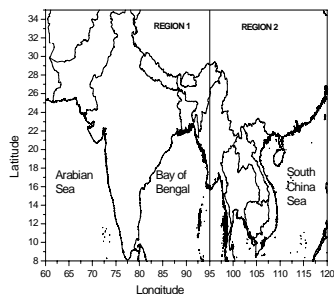 REGION 1 REGION 2
34
32
30
28
26
24
22
20
18
16
14
12
10
8
Latitude
Arabian
Sea
Bay of
Bengal
South
China
Sea
60 65 70 75 80 85 90 95 100 105 110 115 120
Longitude